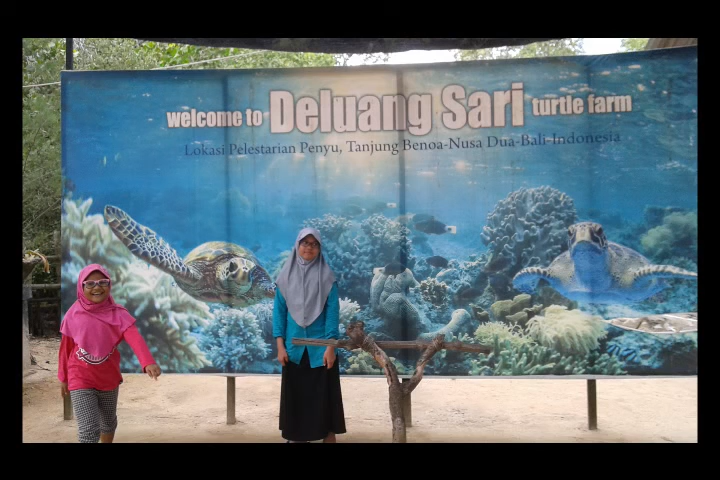 welcome to Deluang Sari turtle farm
Lokasi Pelestarian Penyu, Tanjung Benoa-Nusa Dua-Bali-Indonesia